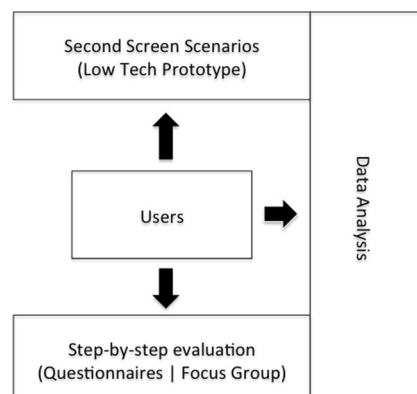 Second Screen Scenarios
(Low Tech Prototype)
Users
Data Analysis
Step-by-step evaluation
(Questionnaires | Focus Group)